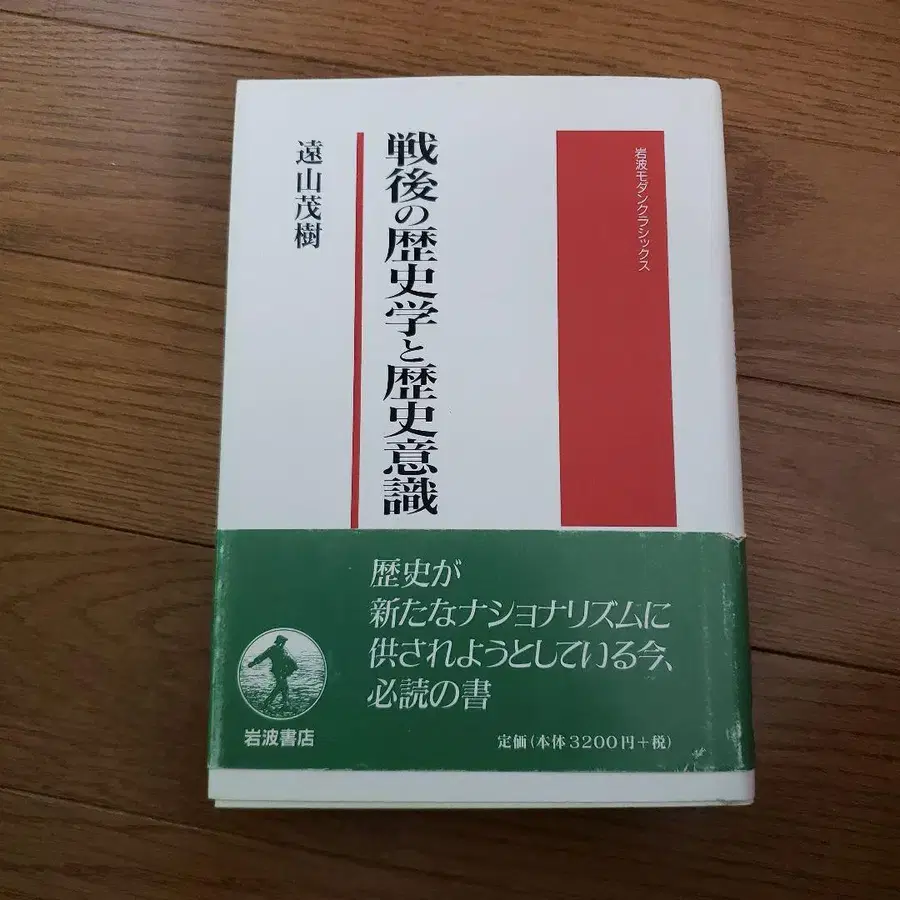 岩波モダンクラシックス
戦後の歴史学と歴史意識
遠山茂樹
歴史が
新たなナショナリズムに
供されようとしている今、
必読の書
岩波書店
定価(本体3200円+税)